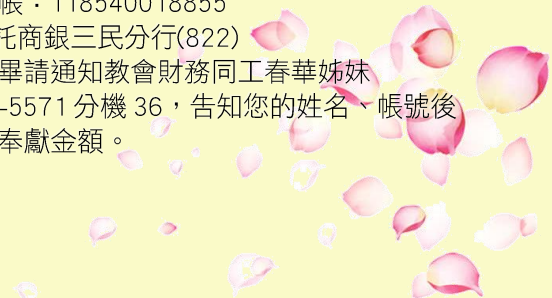 帳：118540018855
托商銀三民分行(822)
畢請通知教會財務同工春華姊妹
-5571 分機 36，告知您的姓名、帳號後
奉獻金額。